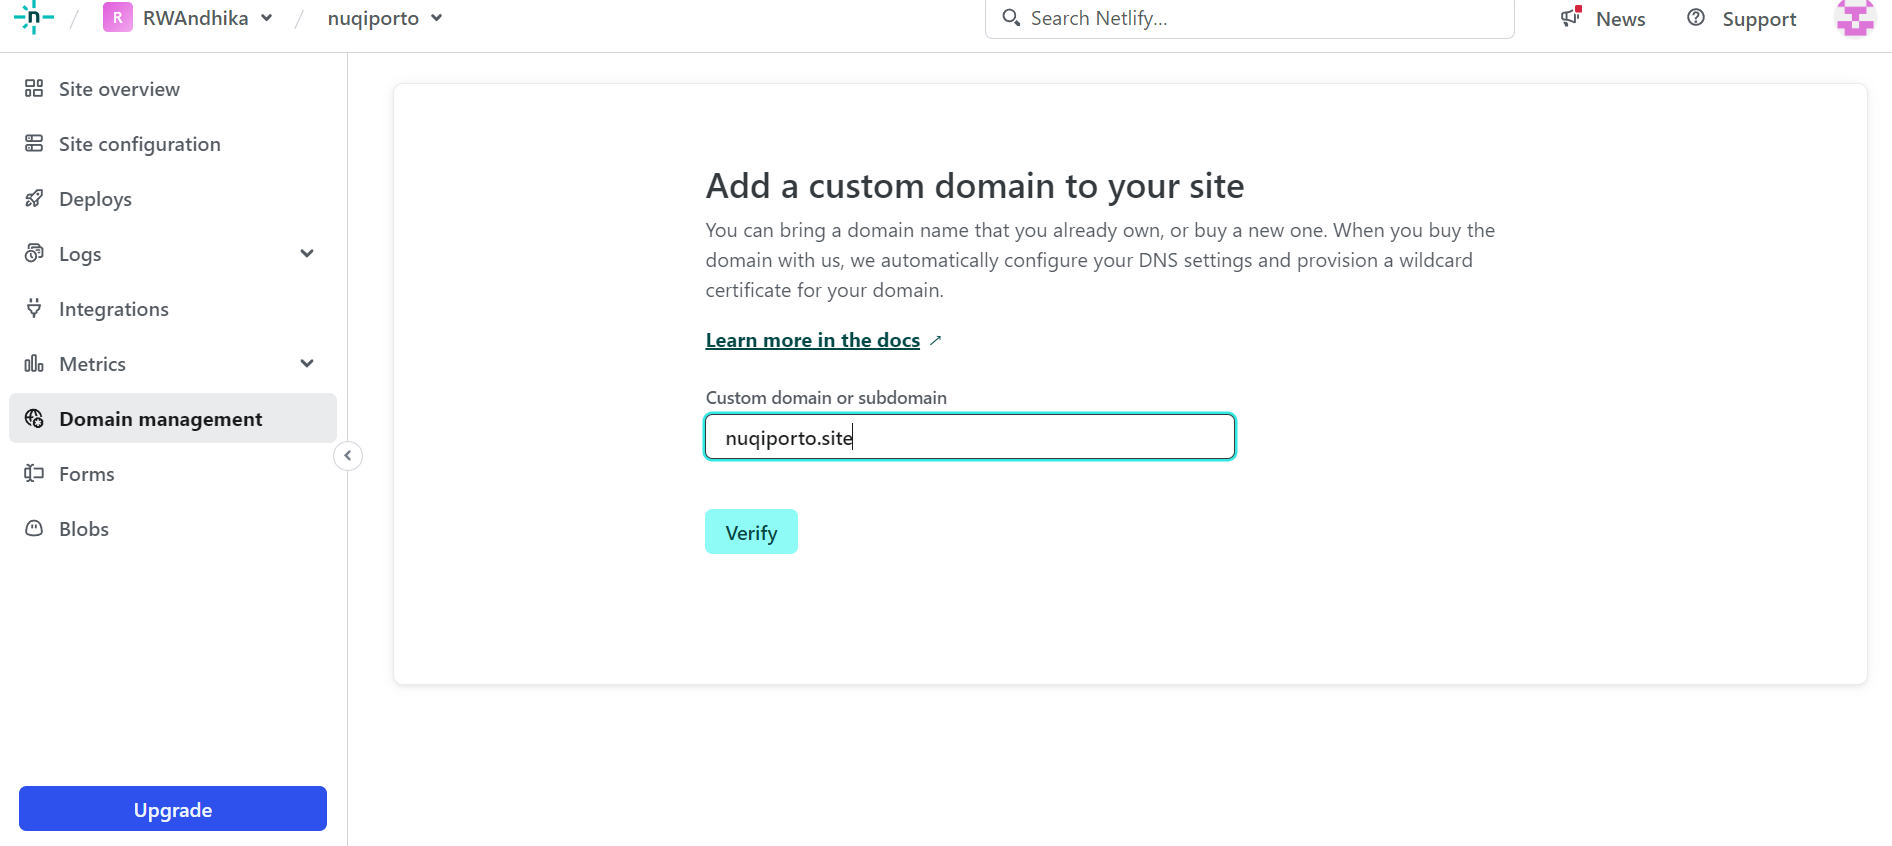 n / R RWAndhika / nuqiporto
Search Netlify...
News
Support
Site overview
Site configuration
Deploys
Logs
Integrations
Metrics
Domain management
Forms
Blobs
Upgrade
Add a custom domain to your site
You can bring a domain name that you already own, or buy a new one. When you buy the
domain with us, we automatically configure your DNS settings and provision a wildcard
certificate for your domain.
Learn more in the docs ↗
Custom domain or subdomain
nuqiporto.site
Verify